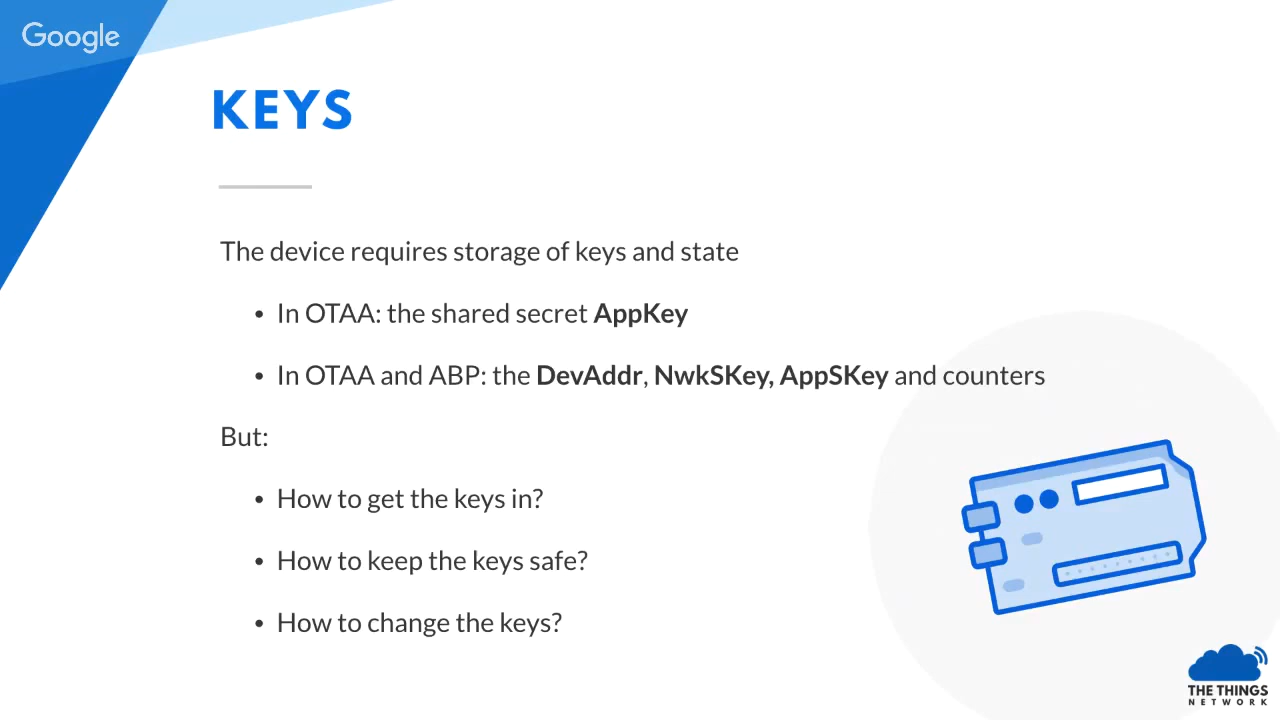 Google
KEYS
The device requires storage of keys and state
• In OTAA: the shared secret AppKey
• In OTAA and ABP: the DevAddr, NwkSKey, AppSKey and counters
But:
• How to get the keys in?
• How to keep the keys safe?
• How to change the keys?
THE THINGS
NETWORK